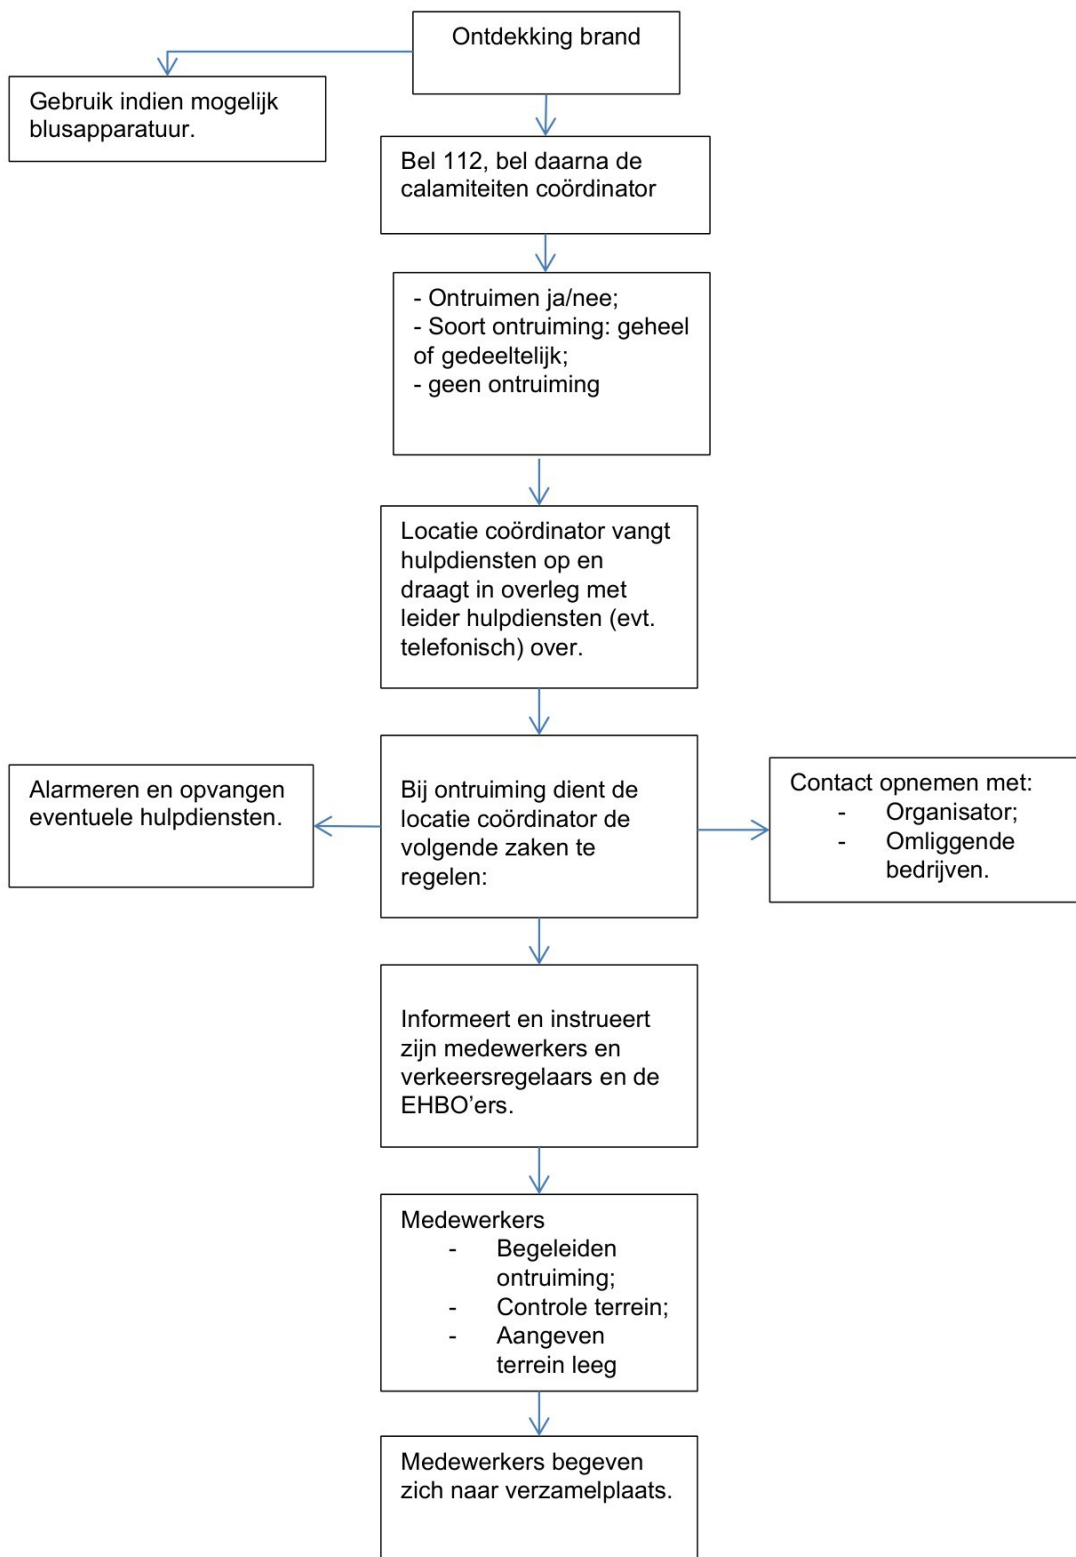 Ontdekking brand
Gebruik indien mogelijk
blusapparatuur.
Bel 112, bel daarna de
calamiteiten coördinator
- Ontruimen ja/nee;
- Soort ontruiming: geheel
of gedeeltelijk;
- geen ontruiming
Locatie coördinator vangt
hulpdiensten op en
draagt in overleg met
leider hulpdiensten (evt.
telefonisch) over.
Alarmeren en opvangen
eventuele hulpdiensten.
Bij ontruiming dient de
locatie coördinator de
volgende zaken te
regelen:
Contact opnemen met:
- Organisator;
- Omliggende
bedrijven.
Informeert en instrueert
zijn medewerkers en
verkeersregelaars en de
EHBO’ers.
Medewerkers
- Begeleiden
ontruiming;
- Controle terrein;
- Aangeven
terrein leeg
Medewerkers begeven
zich naar verzamelplaats.